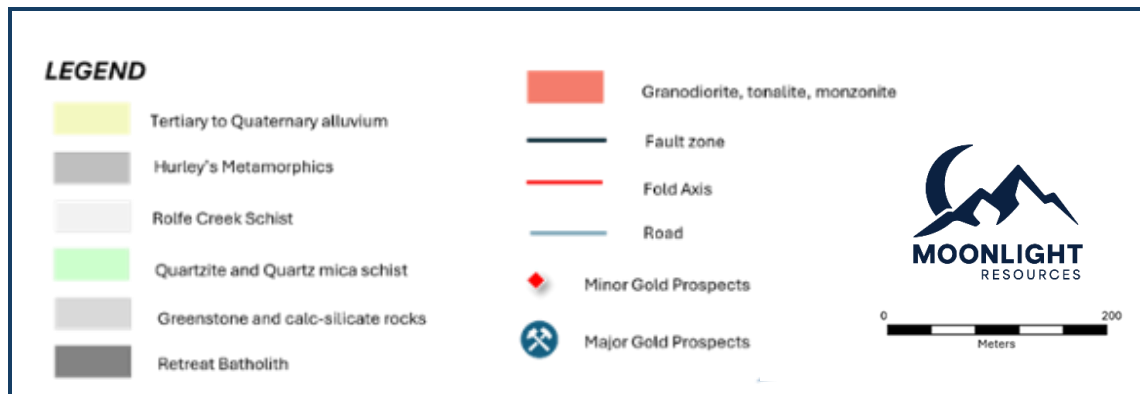 LEGEND
Tertiary to Quaternary alluvium
Hurley's Metamorphics
Rolfe Creek Schist
Quartzite and Quartz mica schist
Greenstone and calc-silicate rocks
Retreat Batholith
Granodiorite, tonalite, monzonite
Fault zone
Fold Axis
Road
Minor Gold Prospects
Major Gold Prospects
MOONLIGHT
RESOURCES
0 200
Meters